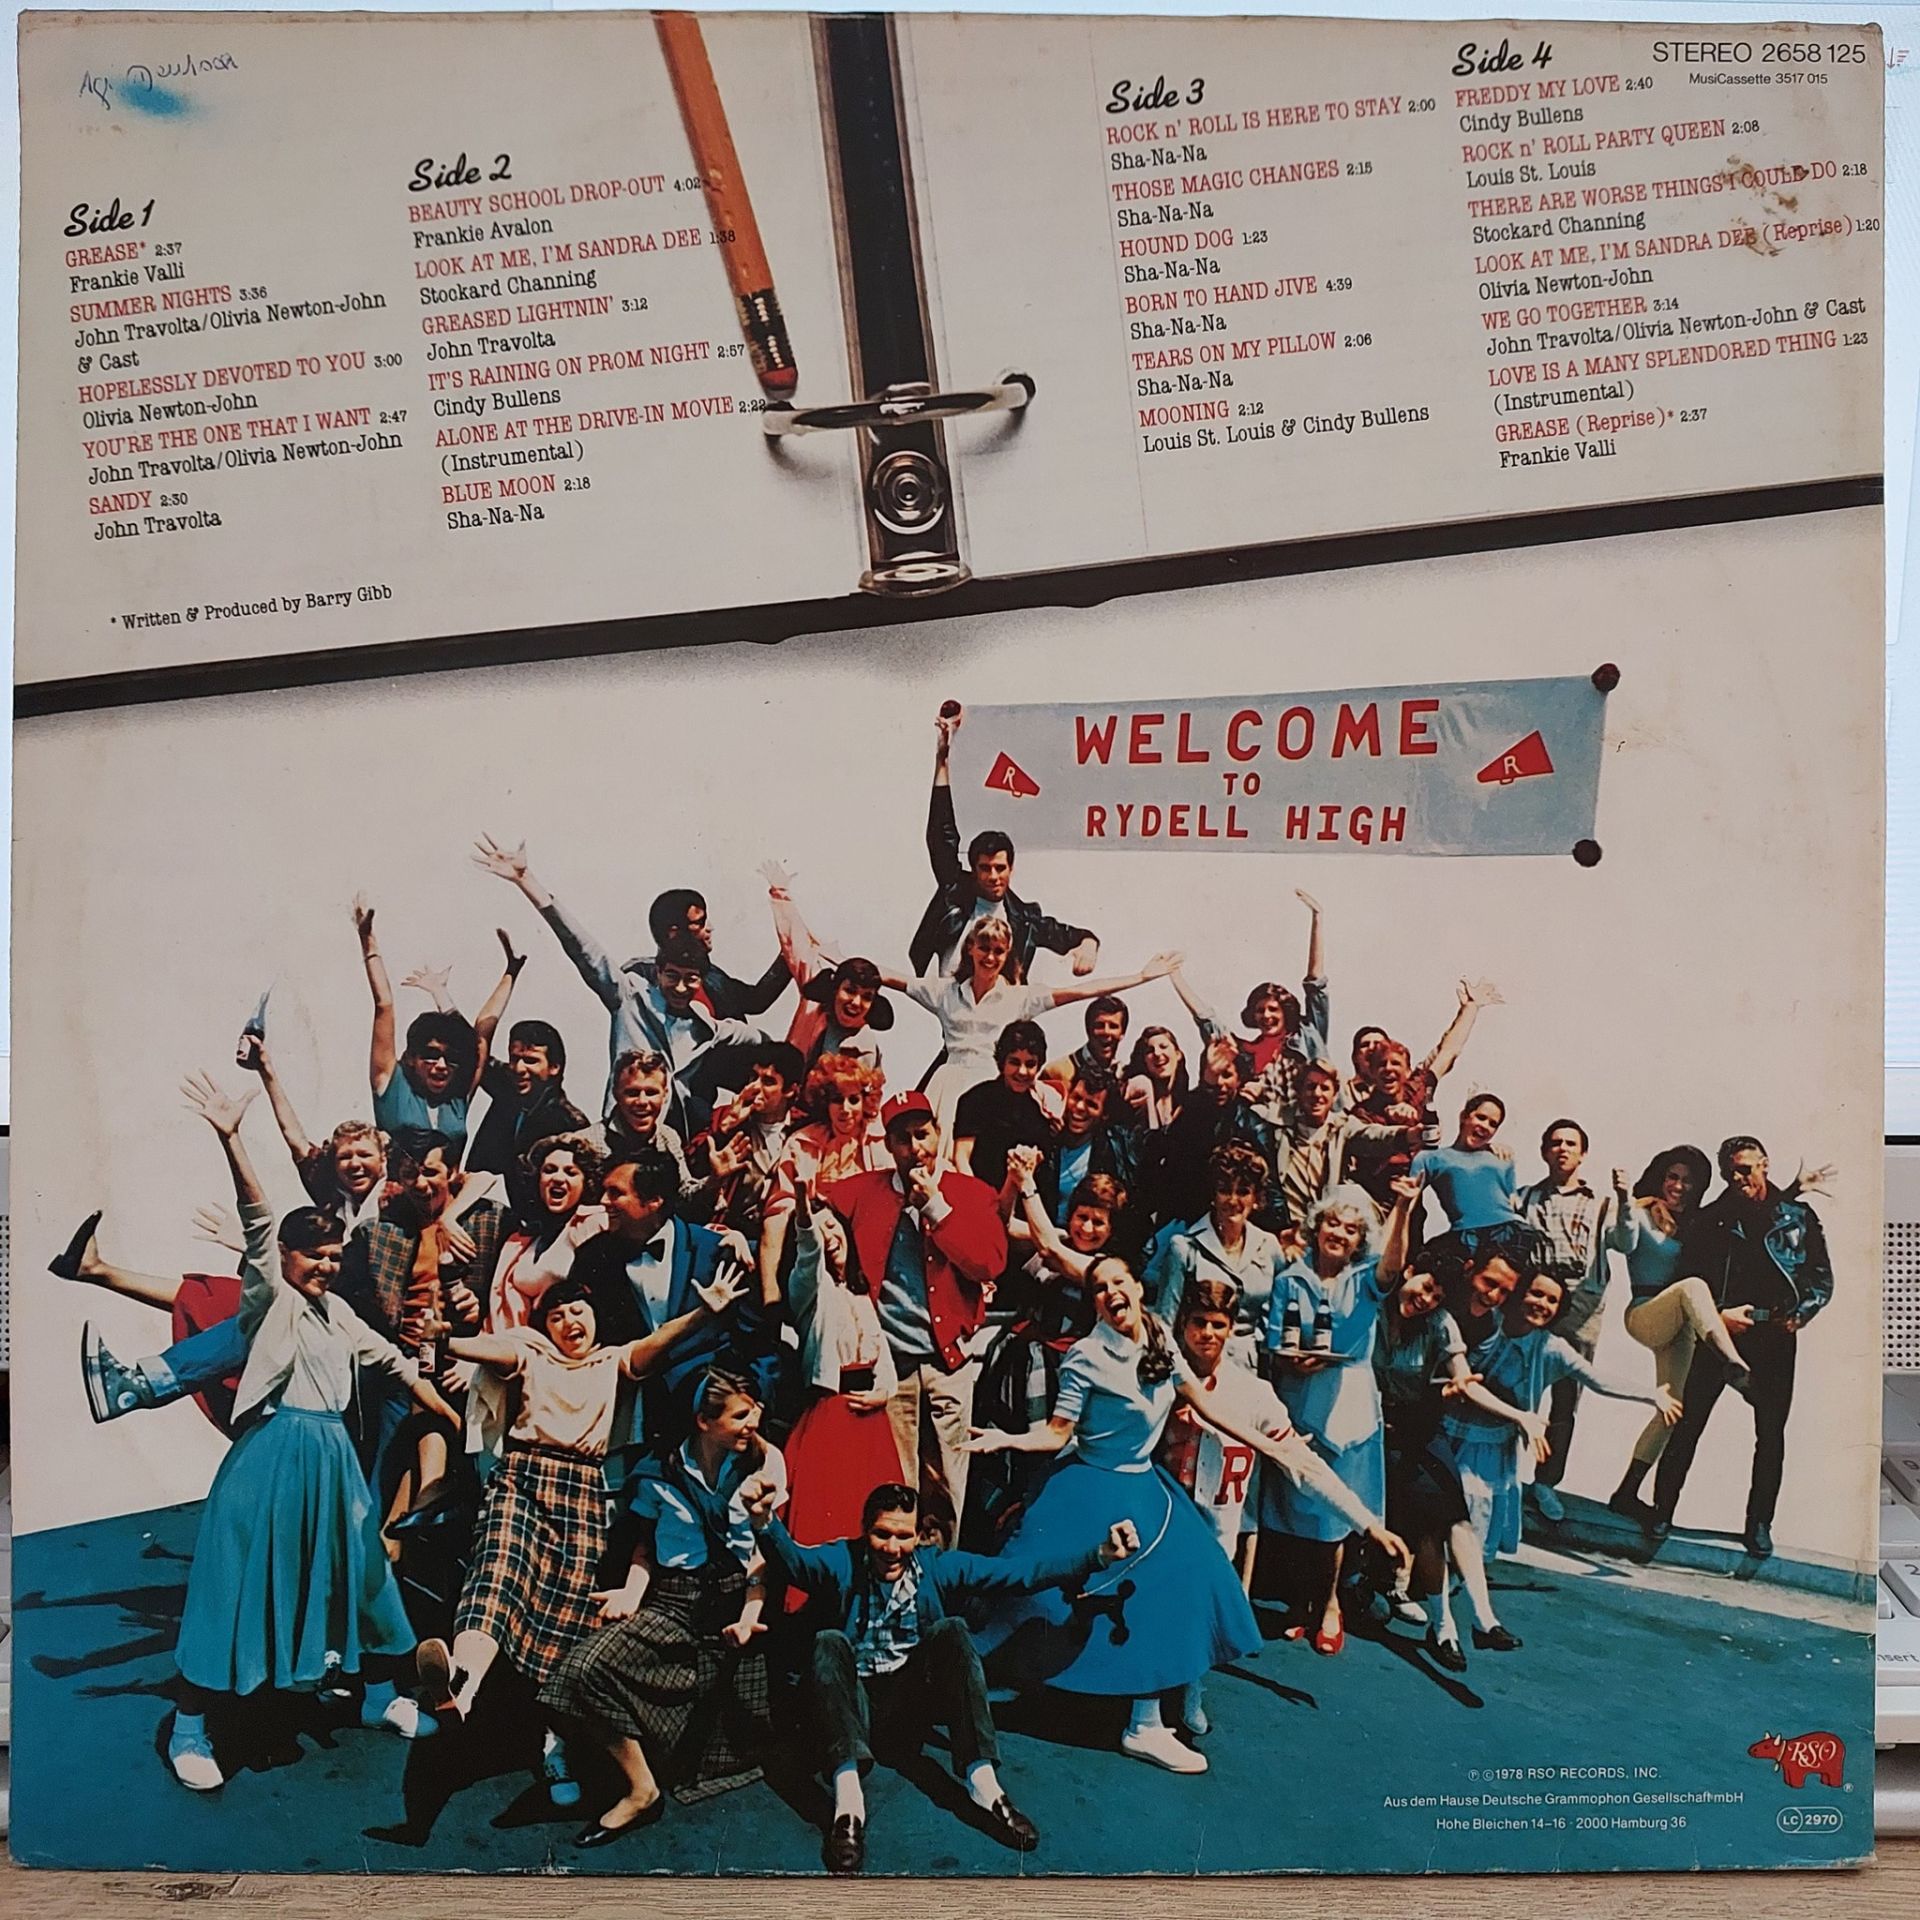 Side 1
GREASE* 2:37
Frankie Valli
SUMMER NIGHTS 3:36
John Travolta/Olivia Newton-John
& Cast
HOPELESSLY DEVOTED TO YOU 3:00
Olivia Newton-John
YOU'RE THE ONE THAT I WANT 2:47
John Travolta/Olivia Newton-John
SANDY 2:30
John Travolta
* Written & Produced by Barry Gibb
Side 2
BEAUTY SCHOOL DROP-OUT 4:02
Frankie Avalon
LOOK AT ME, I'M SANDRA DEE 1:38
Stockard Channing
GREASED LIGHTNIN' 3:12
John Travolta
IT'S RAINING ON PROM NIGHT 2:57
Cindy Bullens
ALONE AT THE DRIVE-IN MOVIE 2:22
(Instrumental)
BLUE MOON 2:18
Sha-Na-Na
Side 3
ROCK n' ROLL IS HERE TO STAY 2:00
Sha-Na-Na
THOSE MAGIC CHANGES 2:15
Sha-Na-Na
HOUND DOG 1:23
Sha-Na-Na
BORN TO HAND JIVE 4:39
Sha-Na-Na
TEARS ON MY PILLOW 2:06
Sha-Na-Na
MOONING 2:12
Louis St. Louis & Cindy Bullens
Side 4
STEREO 2658 125
MusiCassette 3517 015
FREDDY MY LOVE 2:40
Cindy Bullens
ROCK n' ROLL PARTY QUEEN 2:08
Louis St. Louis
THERE ARE WORSE THINGS I COULD DO 2:18
Stockard Channing
LOOK AT ME, I'M SANDRA DEE (Reprise) 1:20
Olivia Newton-John
WE GO TOGETHER 3:14
John Travolta/Olivia Newton-John & Cast
LOVE IS A MANY SPLENDORED THING 1:23
(Instrumental)
GREASE (Reprise)* 2:37
Frankie Valli
WELCOME
R R
TO
RYDELL HIGH
R
R
RSO
®
℗ ©1978 RSO RECORDS, INC.
Aus dem Hause Deutsche Grammophon Gesellschaft mbH
Hohe Bleichen 14–16 · 2000 Hamburg 36
LC 2970